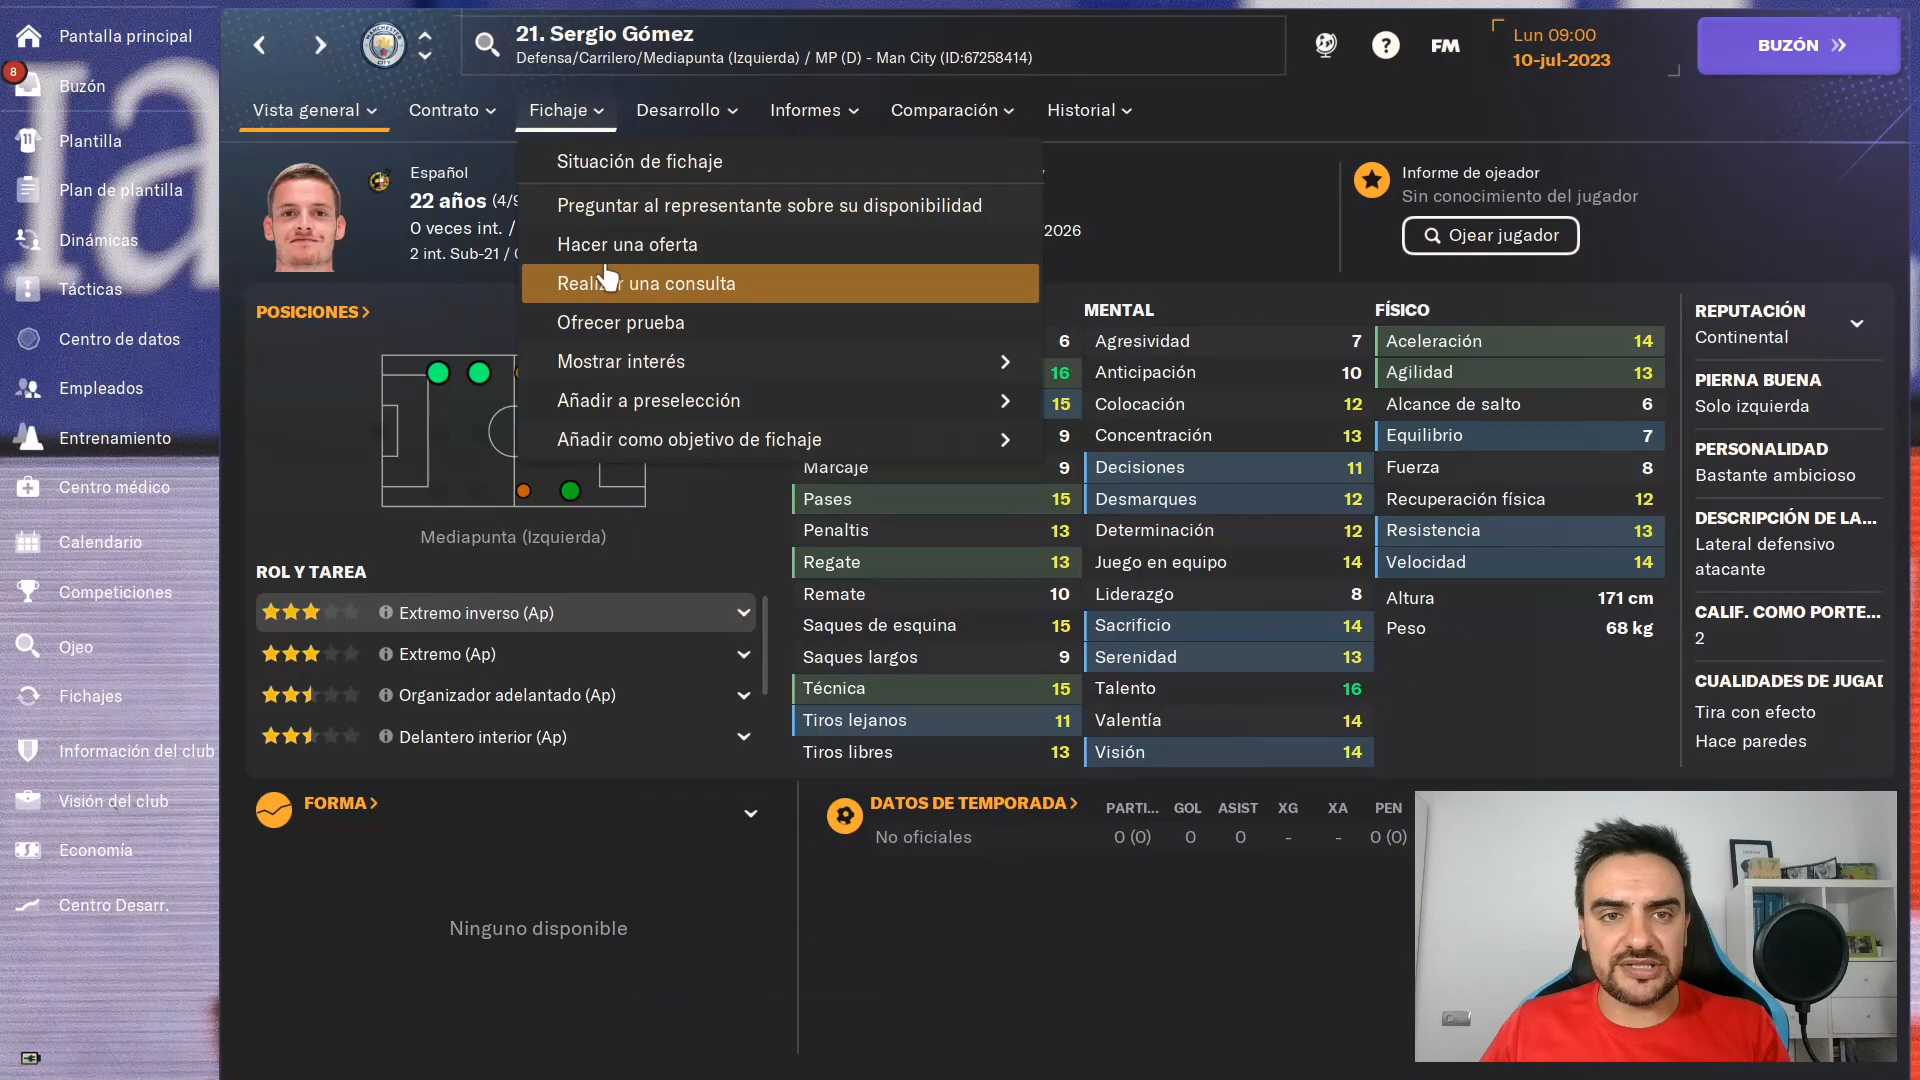 Pantalla principal
8
Buzón
Plantilla
Plan de plantilla
Dinámicas
Tácticas
Centro de datos
Empleados
Entrenamiento
Centro médico
Calendario
Competiciones
Ojeo
Fichajes
Información del club
Visión del club
Economía
Centro Desarr.
21. Sergio Gómez
Defensa/Carrilero/Mediapunta (Izquierda) / MP (D) - Man City (ID:67258414)
FM
Lun 09:00
10-jul-2023
BUZÓN
Vista general
Contrato
Fichaje
Desarrollo
Informes
Comparación
Historial
Español
22 años (4/9
0 veces int. /
2 int. Sub-21 /
Situación de fichaje
Preguntar al representante sobre su disponibilidad
Hacer una oferta
Realizar una consulta
Ofrecer prueba
Mostrar interés
Añadir a preselección
Añadir como objetivo de fichaje
2026
Informe de ojeador
Sin conocimiento del jugador
Ojear jugador
POSICIONES
Mediapunta (Izquierda)
ROL Y TAREA
Extremo inverso (Ap)
Extremo (Ap)
Organizador adelantado (Ap)
Delantero interior (Ap)
6
16
15
9
Marcaje 9
Pases 15
Penaltis 13
Regate 13
Remate 10
Saques de esquina 15
Saques largos 9
Técnica 15
Tiros lejanos 11
Tiros libres 13
MENTAL
Agresividad 7
Anticipación 10
Colocación 12
Concentración 13
Decisiones 11
Desmarques 12
Determinación 12
Juego en equipo 14
Liderazgo 8
Sacrificio 14
Serenidad 13
Talento 16
Valentía 14
Visión 14
FÍSICO
Aceleración 14
Agilidad 13
Alcance de salto 6
Equilibrio 7
Fuerza 8
Recuperación física 12
Resistencia 13
Velocidad 14
Altura 171 cm
Peso 68 kg
REPUTACIÓN
Continental
PIERNA BUENA
Solo izquierda
PERSONALIDAD
Bastante ambicioso
DESCRIPCIÓN DE LA...
Lateral defensivo
atacante
CALIF. COMO PORTE...
2
CUALIDADES DE JUGAD
Tira con efecto
Hace paredes
FORMA
Ninguno disponible
DATOS DE TEMPORADA PARTI... GOL ASIST XG XA PEN
No oficiales 0 (0) 0 0 - - 0 (0)